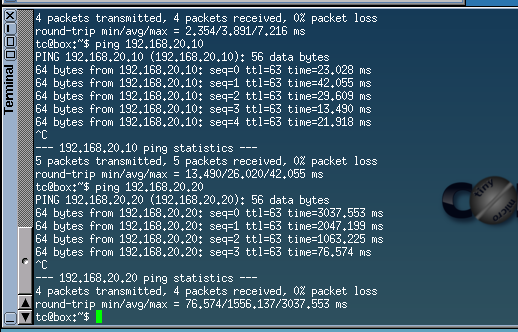 Terminal
4 packets transmitted, 4 packets received, 0% packet loss
round-trip min/avg/max = 2.354/3.891/7.216 ms
tc@box:~$ ping 192.168.20.10
PING 192.168.20.10 (192.168.20.10): 56 data bytes
64 bytes from 192.168.20.10: seq=0 ttl=63 time=23.028 ms
64 bytes from 192.168.20.10: seq=1 ttl=63 time=42.055 ms
64 bytes from 192.168.20.10: seq=2 ttl=63 time=29.609 ms
64 bytes from 192.168.20.10: seq=3 ttl=63 time=13.490 ms
64 bytes from 192.168.20.10: seq=4 ttl=63 time=21.918 ms
^C
--- 192.168.20.10 ping statistics ---
5 packets transmitted, 5 packets received, 0% packet loss
round-trip min/avg/max = 13.490/26.020/42.055 ms
tc@box:~$ ping 192.168.20.20
PING 192.168.20.20 (192.168.20.20): 56 data bytes
64 bytes from 192.168.20.20: seq=0 ttl=63 time=3037.553 ms
64 bytes from 192.168.20.20: seq=1 ttl=63 time=2047.199 ms
64 bytes from 192.168.20.20: seq=2 ttl=63 time=1063.225 ms
64 bytes from 192.168.20.20: seq=3 ttl=63 time=76.574 ms
^C
--- 192.168.20.20 ping statistics ---
4 packets transmitted, 4 packets received, 0% packet loss
round-trip min/avg/max = 76.574/1556.137/3037.553 ms
tc@box:~$
tiny
micro